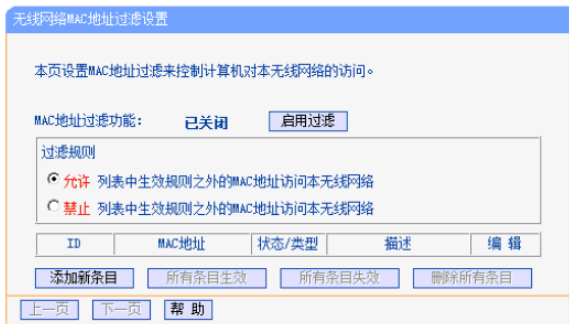 无线网络MAC地址过滤设置
本页设置MAC地址过滤来控制计算机对本无线网络的访问。
MAC地址过滤功能： 已关闭 启用过滤
过滤规则
允许 列表中生效规则之外的MAC地址访问本无线网络
禁止 列表中生效规则之外的MAC地址访问本无线网络
ID MAC地址 状态/类型 描述 编 辑
添加新条目 所有条目生效 所有条目失效 删除所有条目
上一页 下一页 帮 助